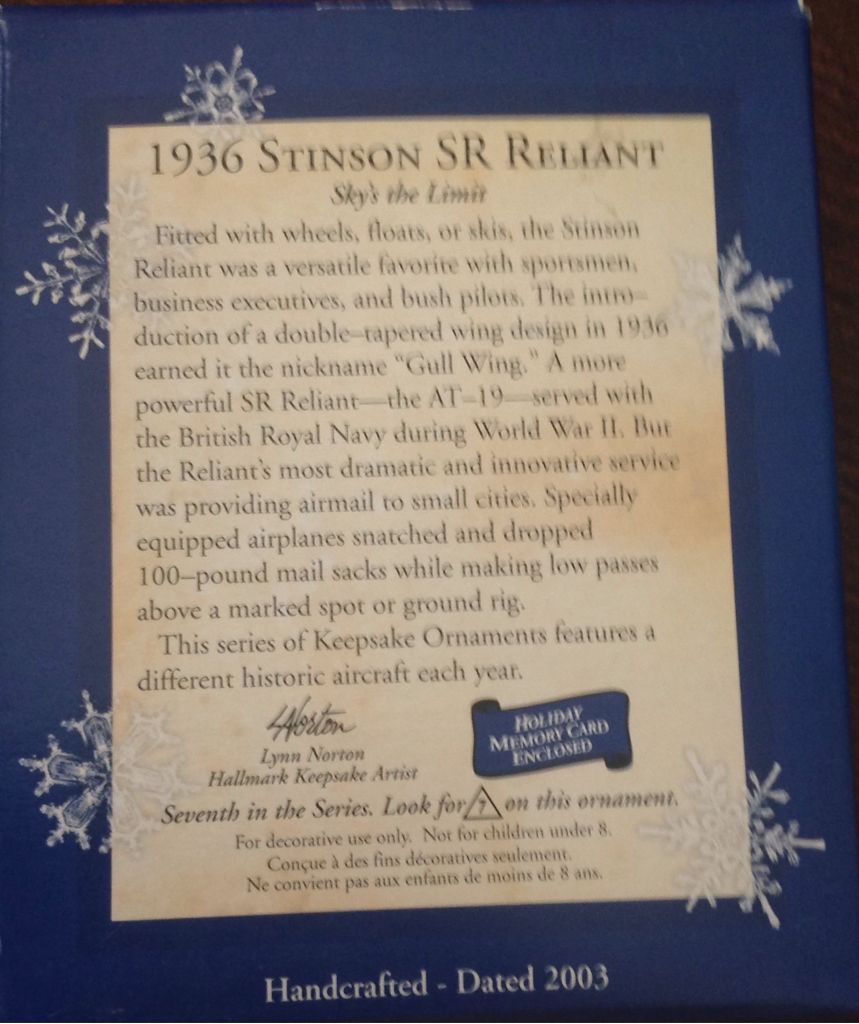 1936 STINSON SR RELIANT
Sky's the Limit
Fitted with wheels, floats, or skis, the Stinson
Reliant was a versatile favorite with sportsmen,
business executives, and bush pilots. The intro-
duction of a double-tapered wing design in 1936
earned it the nickname "Gull Wing." A more
powerful SR Reliant—the AT-19—served with
the British Royal Navy during World War II. But
the Reliant's most dramatic and innovative service
was providing airmail to small cities. Specially
equipped airplanes snatched and dropped
100-pound mail sacks while making low passes
above a marked spot or ground rig.
This series of Keepsake Ornaments features a
different historic aircraft each year.
LNorton
Lynn Norton
Hallmark Keepsake Artist
HOLIDAY
MEMORY CARD
ENCLOSED
Seventh in the Series. Look for 7 on this ornament.
For decorative use only. Not for children under 8.
Conçue à des fins décoratives seulement.
Ne convient pas aux enfants de moins de 8 ans.
Handcrafted - Dated 2003